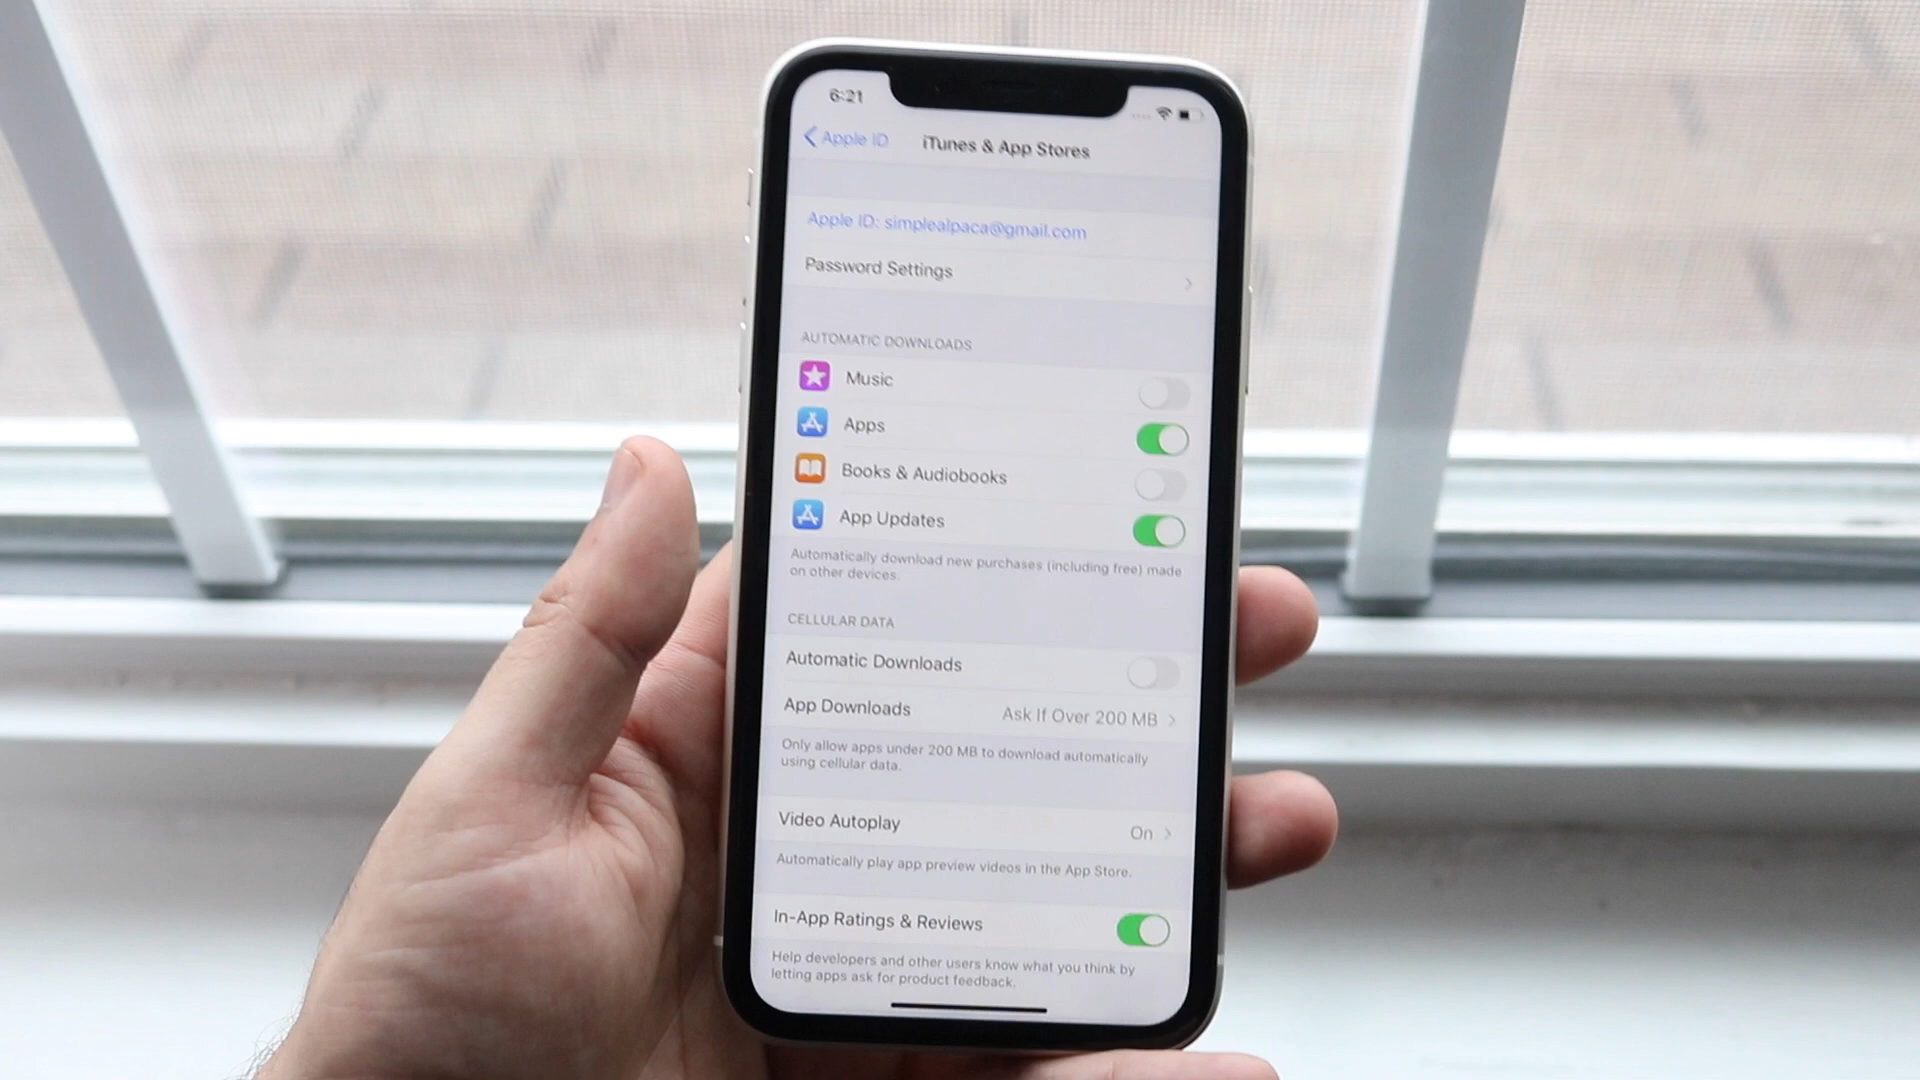 6:21
Apple ID
iTunes & App Stores
Apple ID: simplealpaca@gmail.com
Password Settings
AUTOMATIC DOWNLOADS
Music
Apps
Books & Audiobooks
App Updates
Automatically download new purchases (including free) made
on other devices.
CELLULAR DATA
Automatic Downloads
App Downloads Ask If Over 200 MB
Only allow apps under 200 MB to download automatically
using cellular data.
Video Autoplay On
Automatically play app preview videos in the App Store.
In-App Ratings & Reviews
Help developers and other users know what you think by
letting apps ask for product feedback.